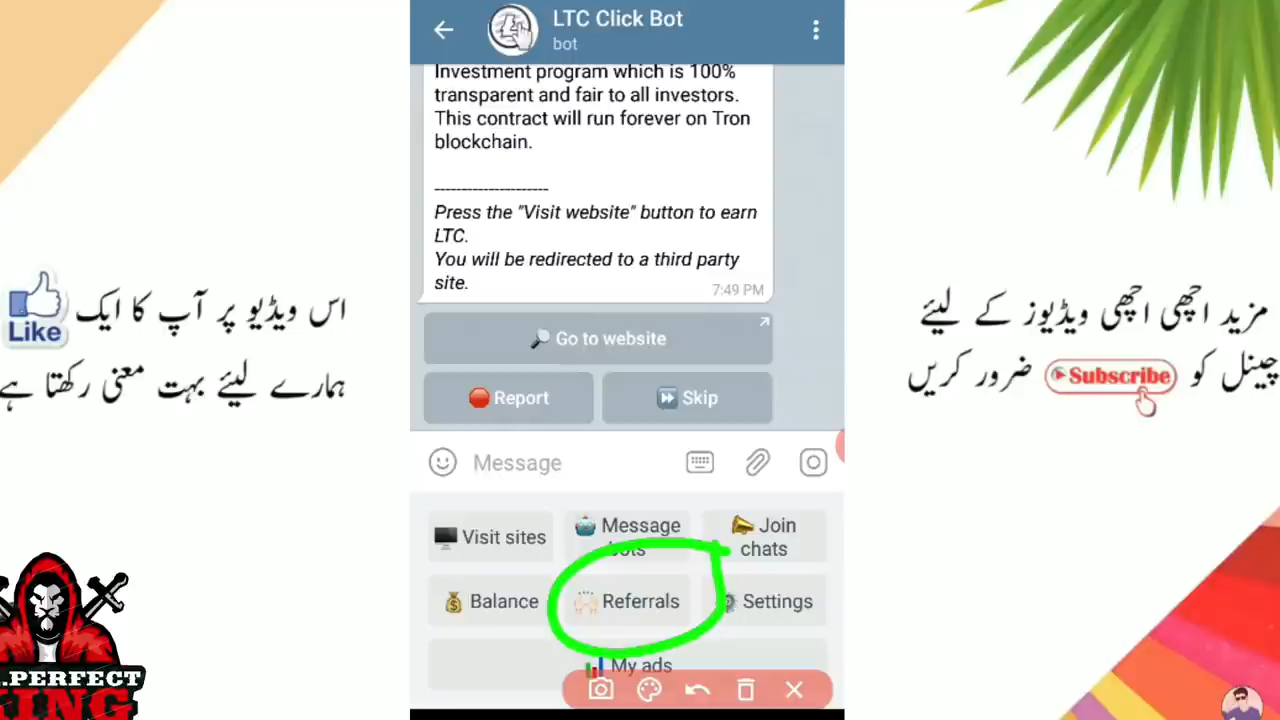 LTC Click Bot
bot
Investment program which is 100%
transparent and fair to all investors.
This contract will run forever on Tron
blockchain.
---------------------
Press the "Visit website" button to earn
LTC.
You will be redirected to a third party
site.
7:49 PM
Go to website
Report
Skip
Message
Visit sites
Message
bots
Join
chats
Balance
Referrals
Settings
My ads
اس ویڈیو پر آپ کا ایک
Like
ہمارے لیئے بہت معنی رکھتا ہے
مزید اچھی اچھی ویڈیوز کے لیئے
چینل کو Subscribe ضرور کریں
.PERFECT
KING